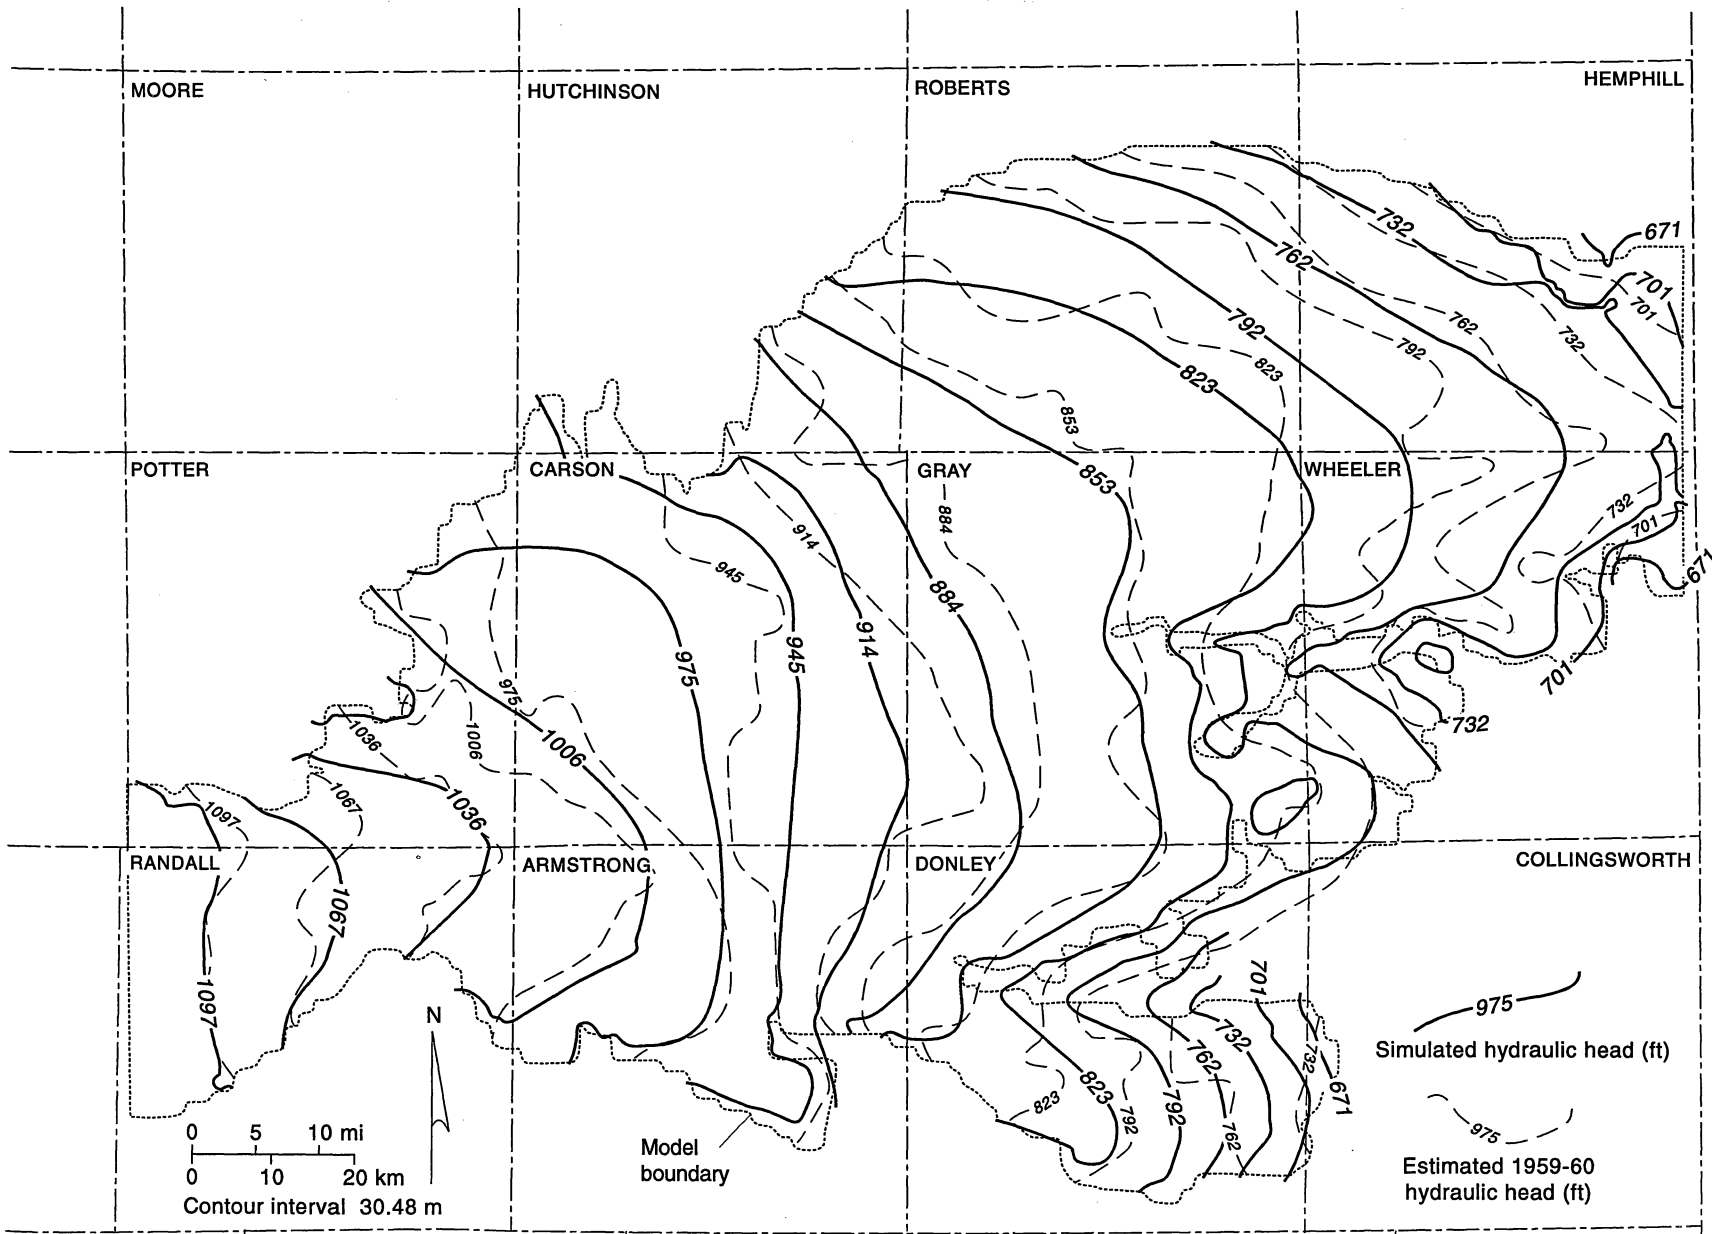 MOORE
HUTCHINSON
ROBERTS
HEMPHILL
732
671
762
701
701
792
762
732
792
823
823
853
POTTER
CARSON
GRAY
WHEELER
853
884
732
914
701
945
671
884
914
945
975
975
701
1036
1006
1006
732
1067
1097
1036
RANDALL
ARMSTRONG
DONLEY
COLLINGSWORTH
1067
1097
701
975
N
732
Simulated hydraulic head (ft)
762
732
823
671
823
792
792
762
975
0 5 10 mi
0 10 20 km
Contour interval 30.48 m
Model
boundary
Estimated 1959-60
hydraulic head (ft)